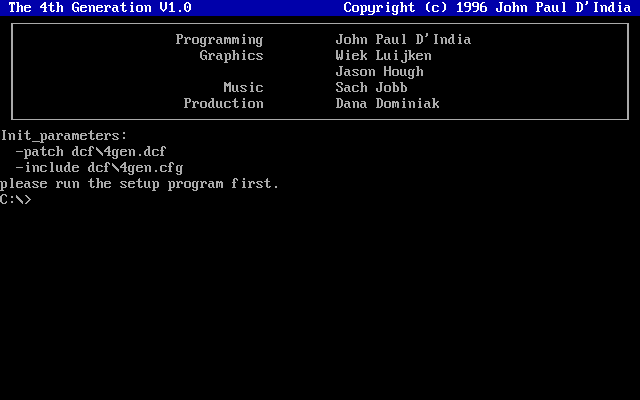 The 4th Generation V1.0 Copyright (c) 1996 John Paul D'India
Programming John Paul D'India
Graphics Wiek Luijken
Jason Hough
Music Sach Jobb
Production Dana Dominiak
Init_parameters:
-patch dcf\4gen.dcf
-include dcf\4gen.cfg
please run the setup program first.
C:\>